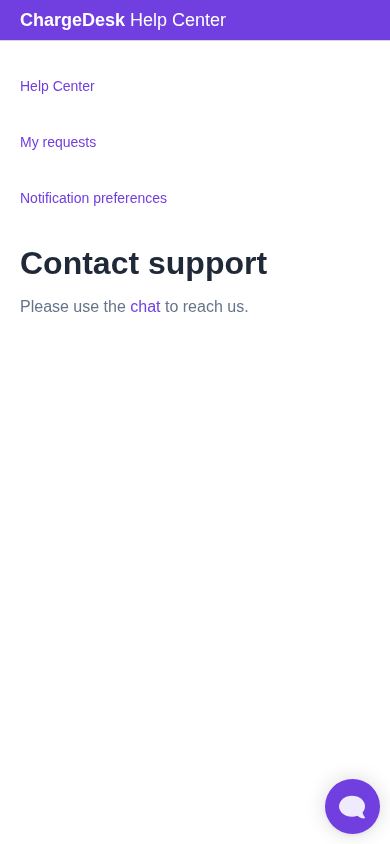 ChargeDesk Help Center
Help Center
My requests
Notification preferences
Contact support
Please use the chat to reach us.